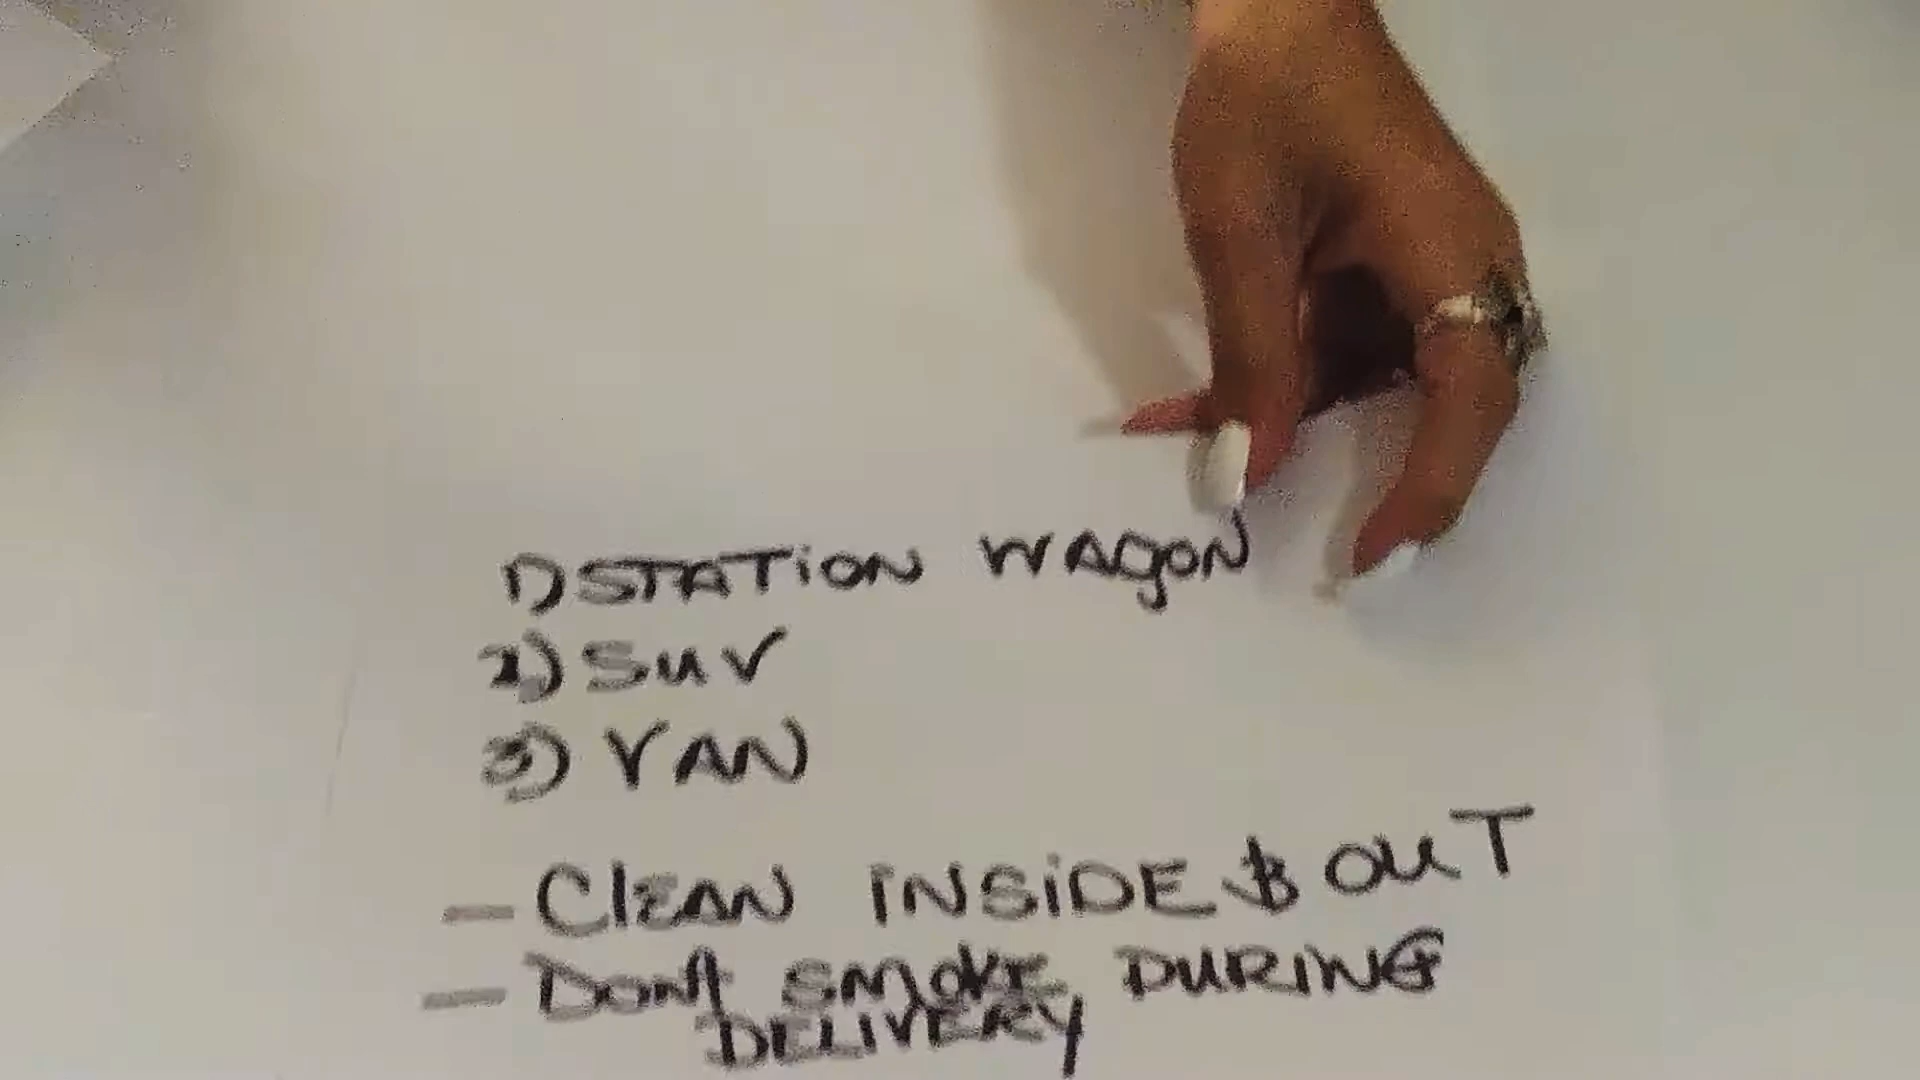 1) STATiON WAgON
2) SUV
3) VAN
- ClEAN INSiDE & OUT
- Don't SMOKE DURING
DELIVERY